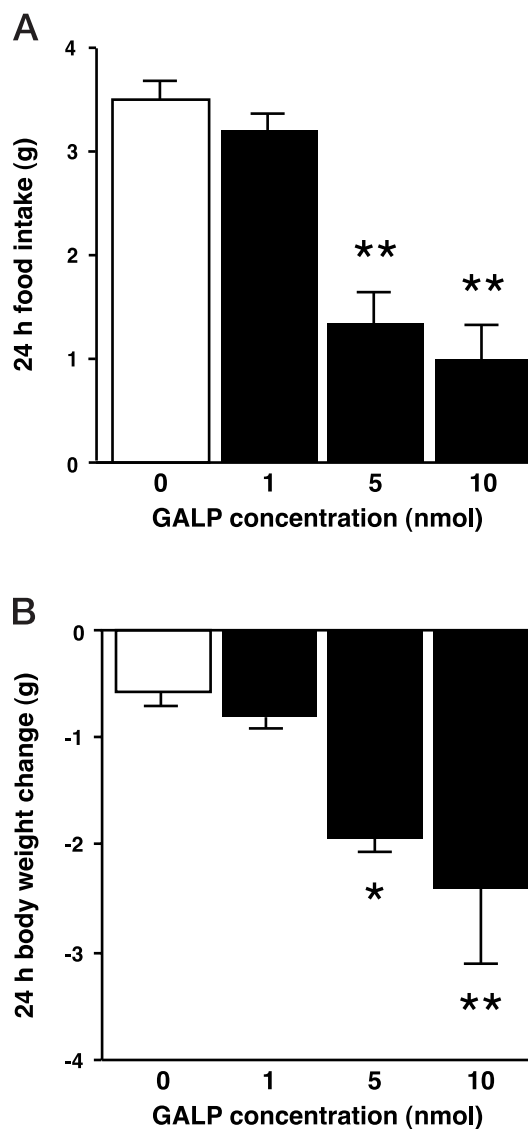 A
24 h food intake (g)
4
3
2
1
0
**
**
0 1 5 10
GALP concentration (nmol)
B
24 h body weight change (g)
0
-1
-2
-3
-4
*
**
0 1 5 10
GALP concentration (nmol)